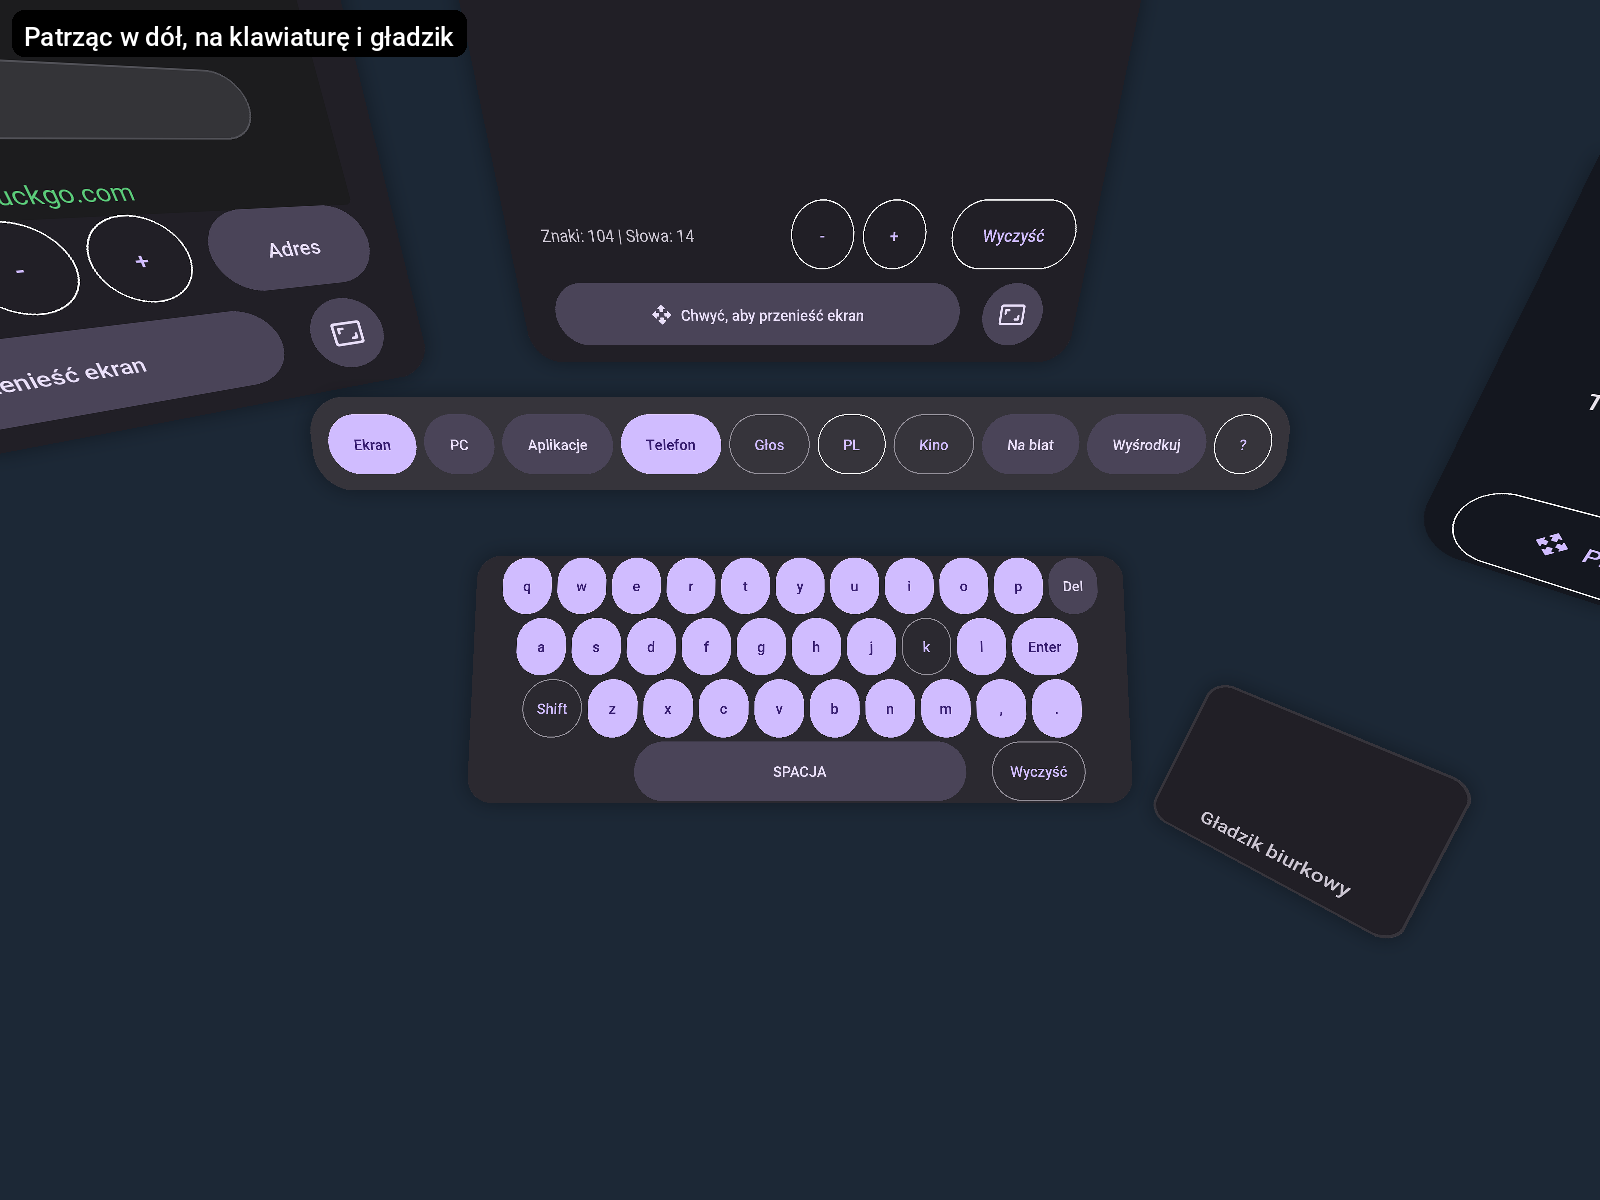 Patrząc w dół, na klawiaturę i gładzik
uckgo.com
- + Adres
enieść ekran
Znaki: 104 | Słowa: 14 - + Wyczyść
Chwyć, aby przenieść ekran
Ekran PC Aplikacje Telefon Głos PL Kino Na blat Wyśrodkuj ?
q w e r t y u i o p Del
a s d f g h j k l Enter
Shift z x c v b n m , .
SPACJA Wyczyść
Gładzik biurkowy